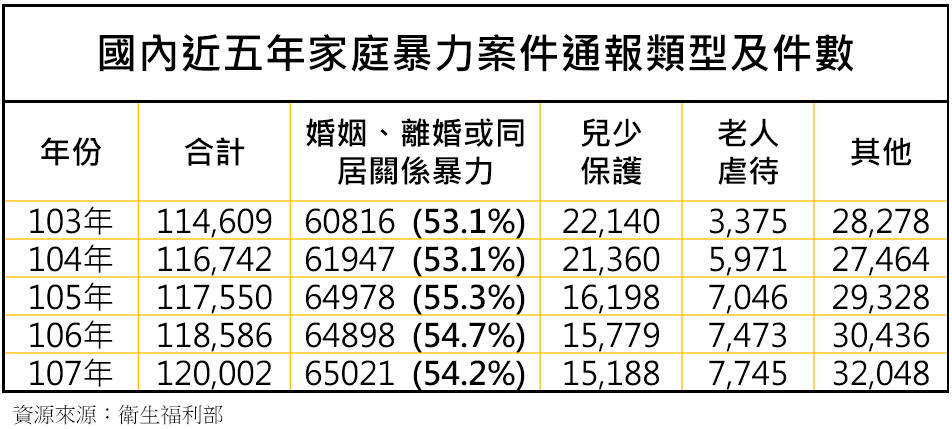 國內近五年家庭暴力案件通報類型及件數
年份 合計 婚姻、離婚或同居關係暴力 兒少保護 老人虐待 其他
103年 114,609 60816 (53.1%) 22,140 3,375 28,278
104年 116,742 61947 (53.1%) 21,360 5,971 27,464
105年 117,550 64978 (55.3%) 16,198 7,046 29,328
106年 118,586 64898 (54.7%) 15,779 7,473 30,436
107年 120,002 65021 (54.2%) 15,188 7,745 32,048
資源來源：衛生福利部